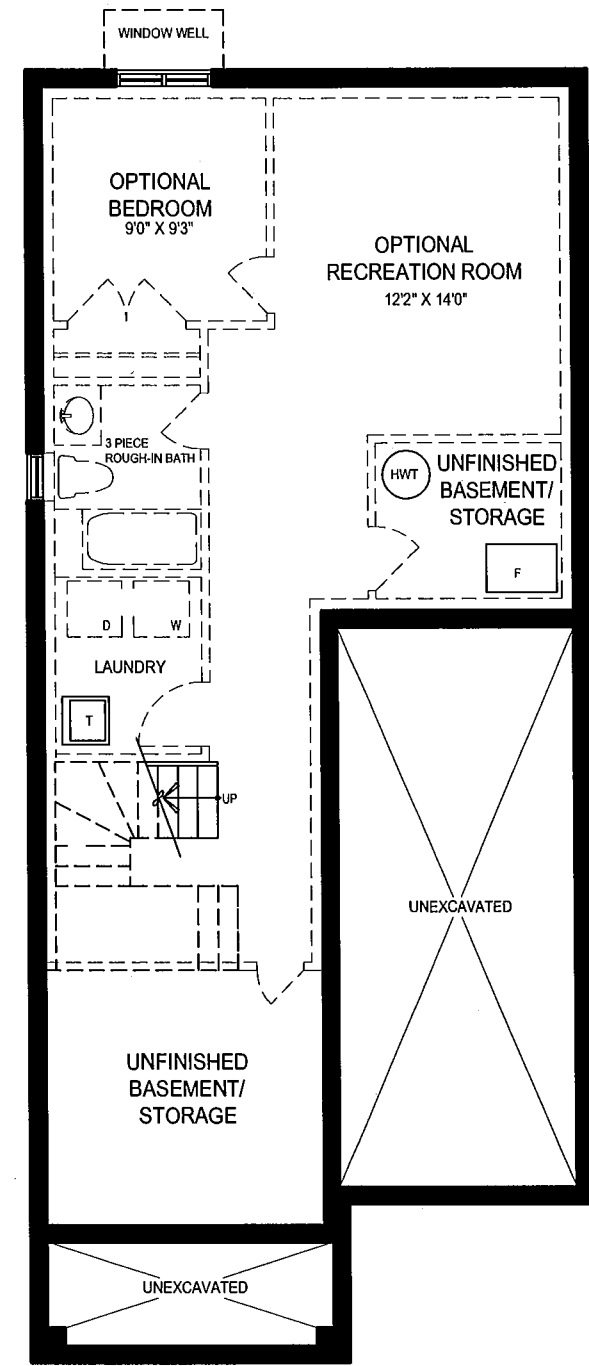 WINDOW WELL
OPTIONAL
BEDROOM
9'0" X 9'3"
OPTIONAL
RECREATION ROOM
12'2" X 14'0"
3 PIECE
ROUGH-IN BATH
HWT
UNFINISHED
BASEMENT/
STORAGE
F
D
W
LAUNDRY
T
UP
UNEXCAVATED
UNFINISHED
BASEMENT/
STORAGE
UNEXCAVATED